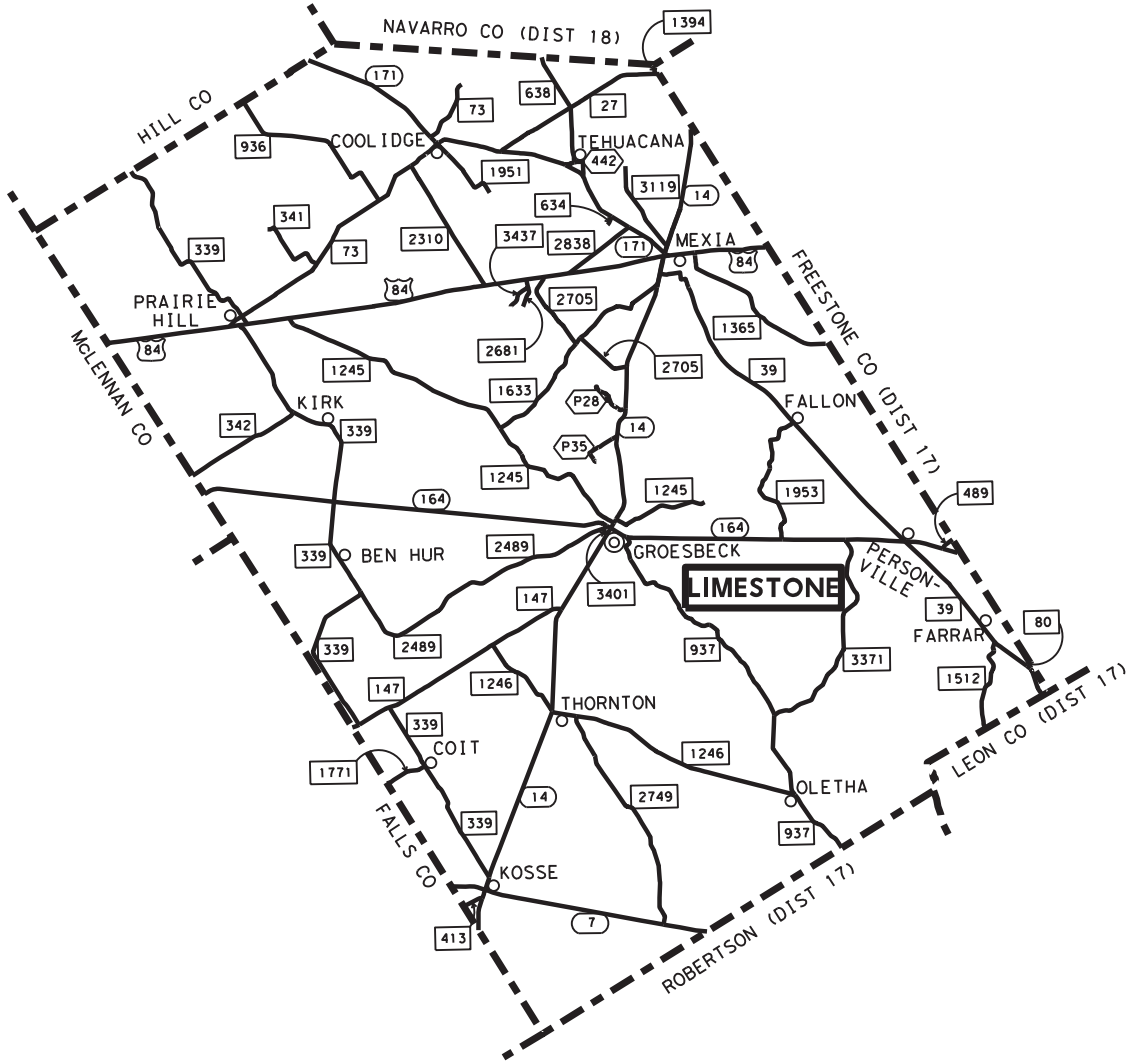 1394
NAVARRO CO (DIST 18)
171
638
27
73
HILL CO
936
COOLIDGE
TEHUACANA
442
1951
3119
14
634
341
339
73
2310
3437
2838
171
MEXIA
84
84
PRAIRIE
HILL
2705
FREESTONE CO (DIST 17)
84
1365
2681
2705
McLENNAN CO
1245
1633
39
KIRK
P28
FALLON
342
339
14
P35
1245
1245
1953
489
164
164
339
BEN HUR
2489
GROESBECK
PERSON-
VILLE
LIMESTONE
147
3401
39
80
FARRAR
339
2489
937
3371
1512
147
1246
THORNTON
LEON CO (DIST 17)
339
COIT
1246
1771
14
2749
OLETHA
339
937
FALLS CO
KOSSE
7
413
ROBERTSON (DIST 17)